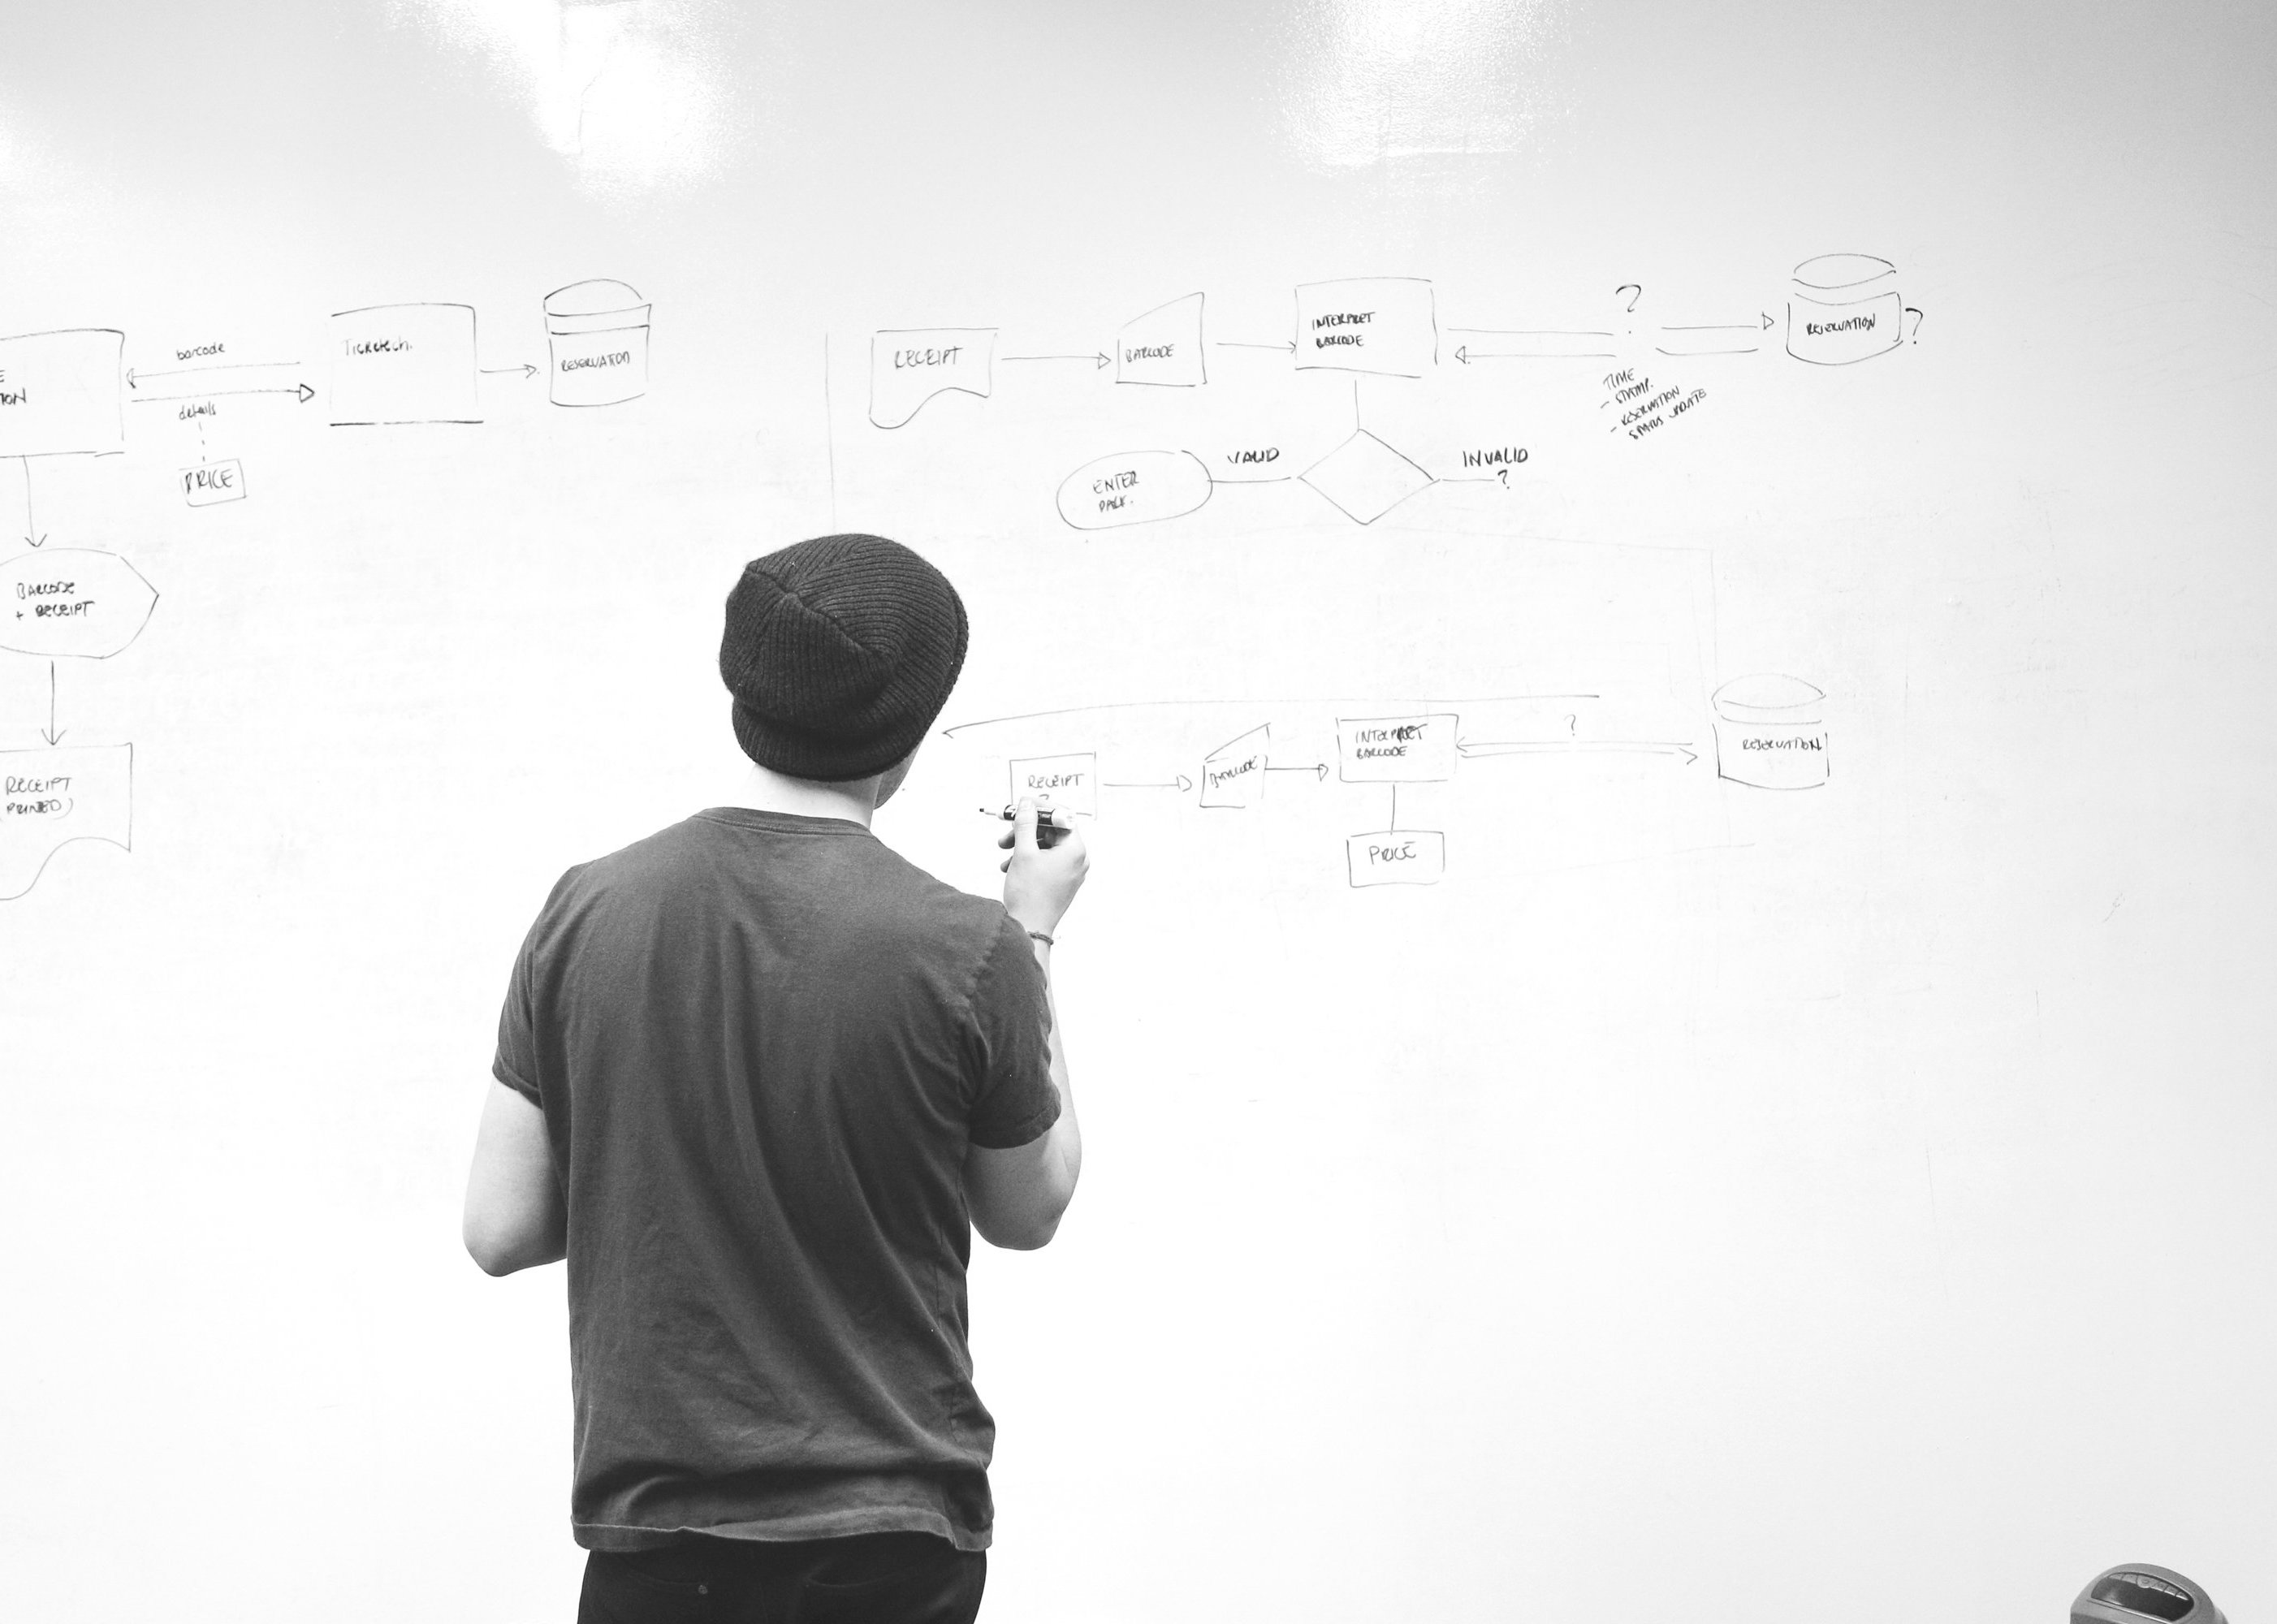 barcode
Ticketech.
RESERVATION
details
PRICE
BARCODE
+ RECEIPT
RECEIPT
PRINTED)
RECEIPT
BARCODE
INTERPRET
BARCODE
?
RESERVATION
?
TIME
- STAMP.
- RESERVATION
STATUS UPDATE
VALID
INVALID
?
ENTER
PARK.
RECEIPT
?
BARCODE
INTERPRET
BARCODE
?
RESERVATION
PRICE